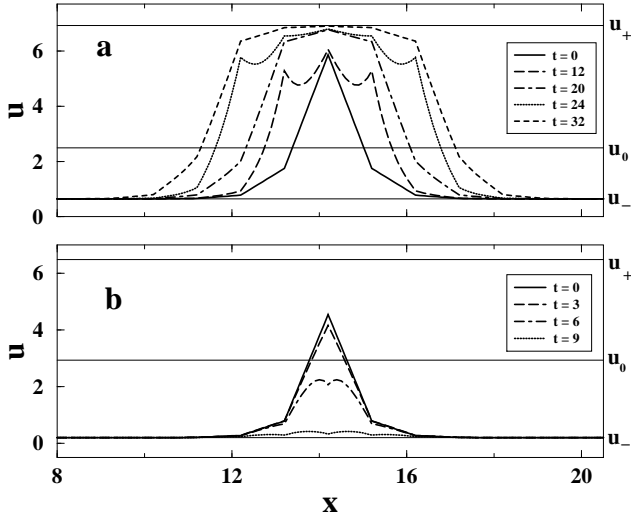 a
u
6
4
2
0
t = 0
t = 12
t = 20
t = 24
t = 32
u+
u0
u−
b
u
6
4
2
0
t = 0
t = 3
t = 6
t = 9
u+
u0
u−
8 12 16 20
x